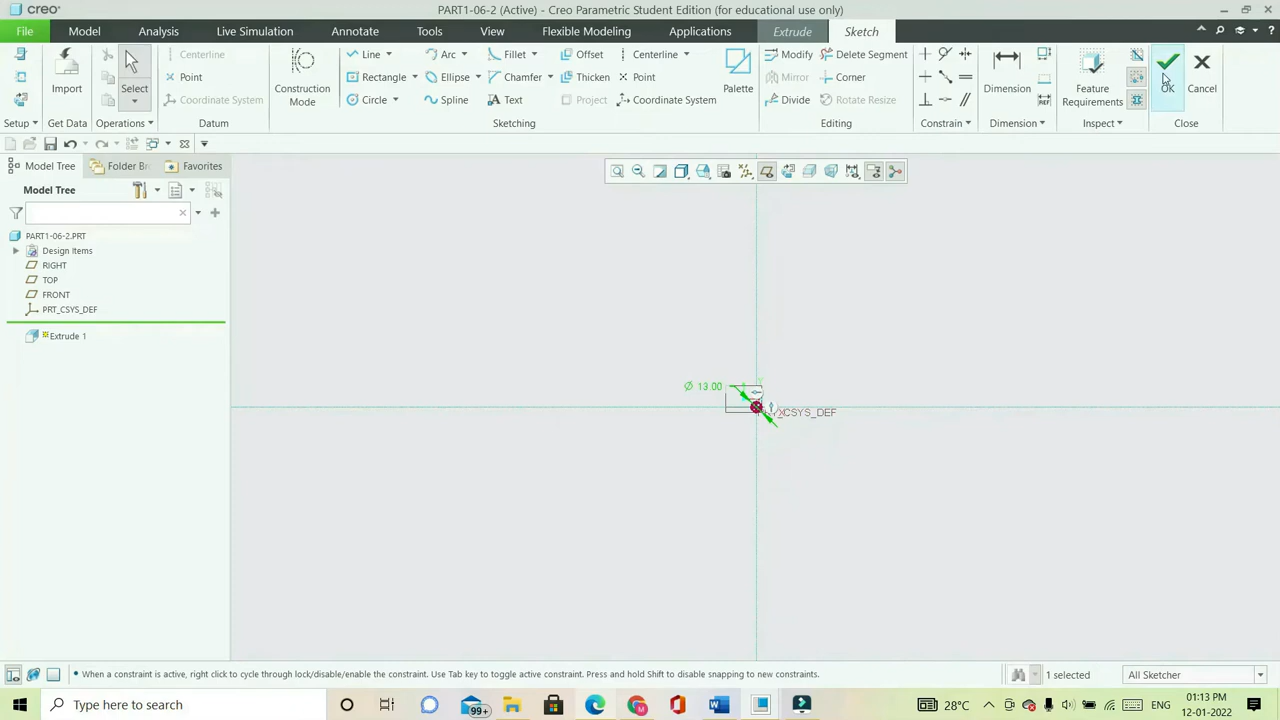 creo
PART1-06-2 (Active) - Creo Parametric Student Edition (for educational use only)
File Model Analysis Live Simulation Annotate Tools View Flexible Modeling Applications Extrude Sketch
Import
Select
Centerline
Point
Coordinate System
Construction Mode
Line
Rectangle
Circle
Arc
Ellipse
Spline
Fillet
Chamfer
Text
Offset
Thicken
Project
Centerline
Point
Coordinate System
Palette
Modify
Mirror
Divide
Delete Segment
Corner
Rotate Resize
Dimension
Feature Requirements
OK
Cancel
Setup Get Data Operations Datum Sketching Editing Constrain Dimension Inspect Close
Model Tree Folder Br Favorites
Model Tree
PART1-06-2.PRT
Design Items
RIGHT
TOP
FRONT
PRT_CSYS_DEF
Extrude 1
Ø 13.00
CSYS_DEF
When a constraint is active, right click to cycle through lock/disable/enable the constraint. Use Tab key to toggle active constraint. Press and hold Shift to disable snapping to new constraints.
1 selected
All Sketcher
Type here to search
99+
28°C
ENG
01:13 PM
12-01-2022